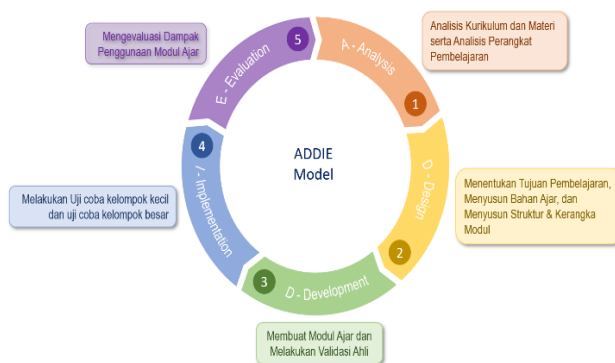 ADDIE
Model
A - Analysis
1
Analisis Kurikulum dan Materi
serta Analisis Perangkat
Pembelajaran
D - Design
2
Menentukan Tujuan Pembelajaran,
Menyusun Bahan Ajar, dan
Menyusun Struktur & Kerangka
Modul
D - Development
3
Membuat Modul Ajar dan
Melakukan Validasi Ahli
I - Implementation
4
Melakukan Uji coba kelompok kecil
dan uji coba kelompok besar
E - Evaluation
5
Mengevaluasi Dampak
Penggunaan Modul Ajar